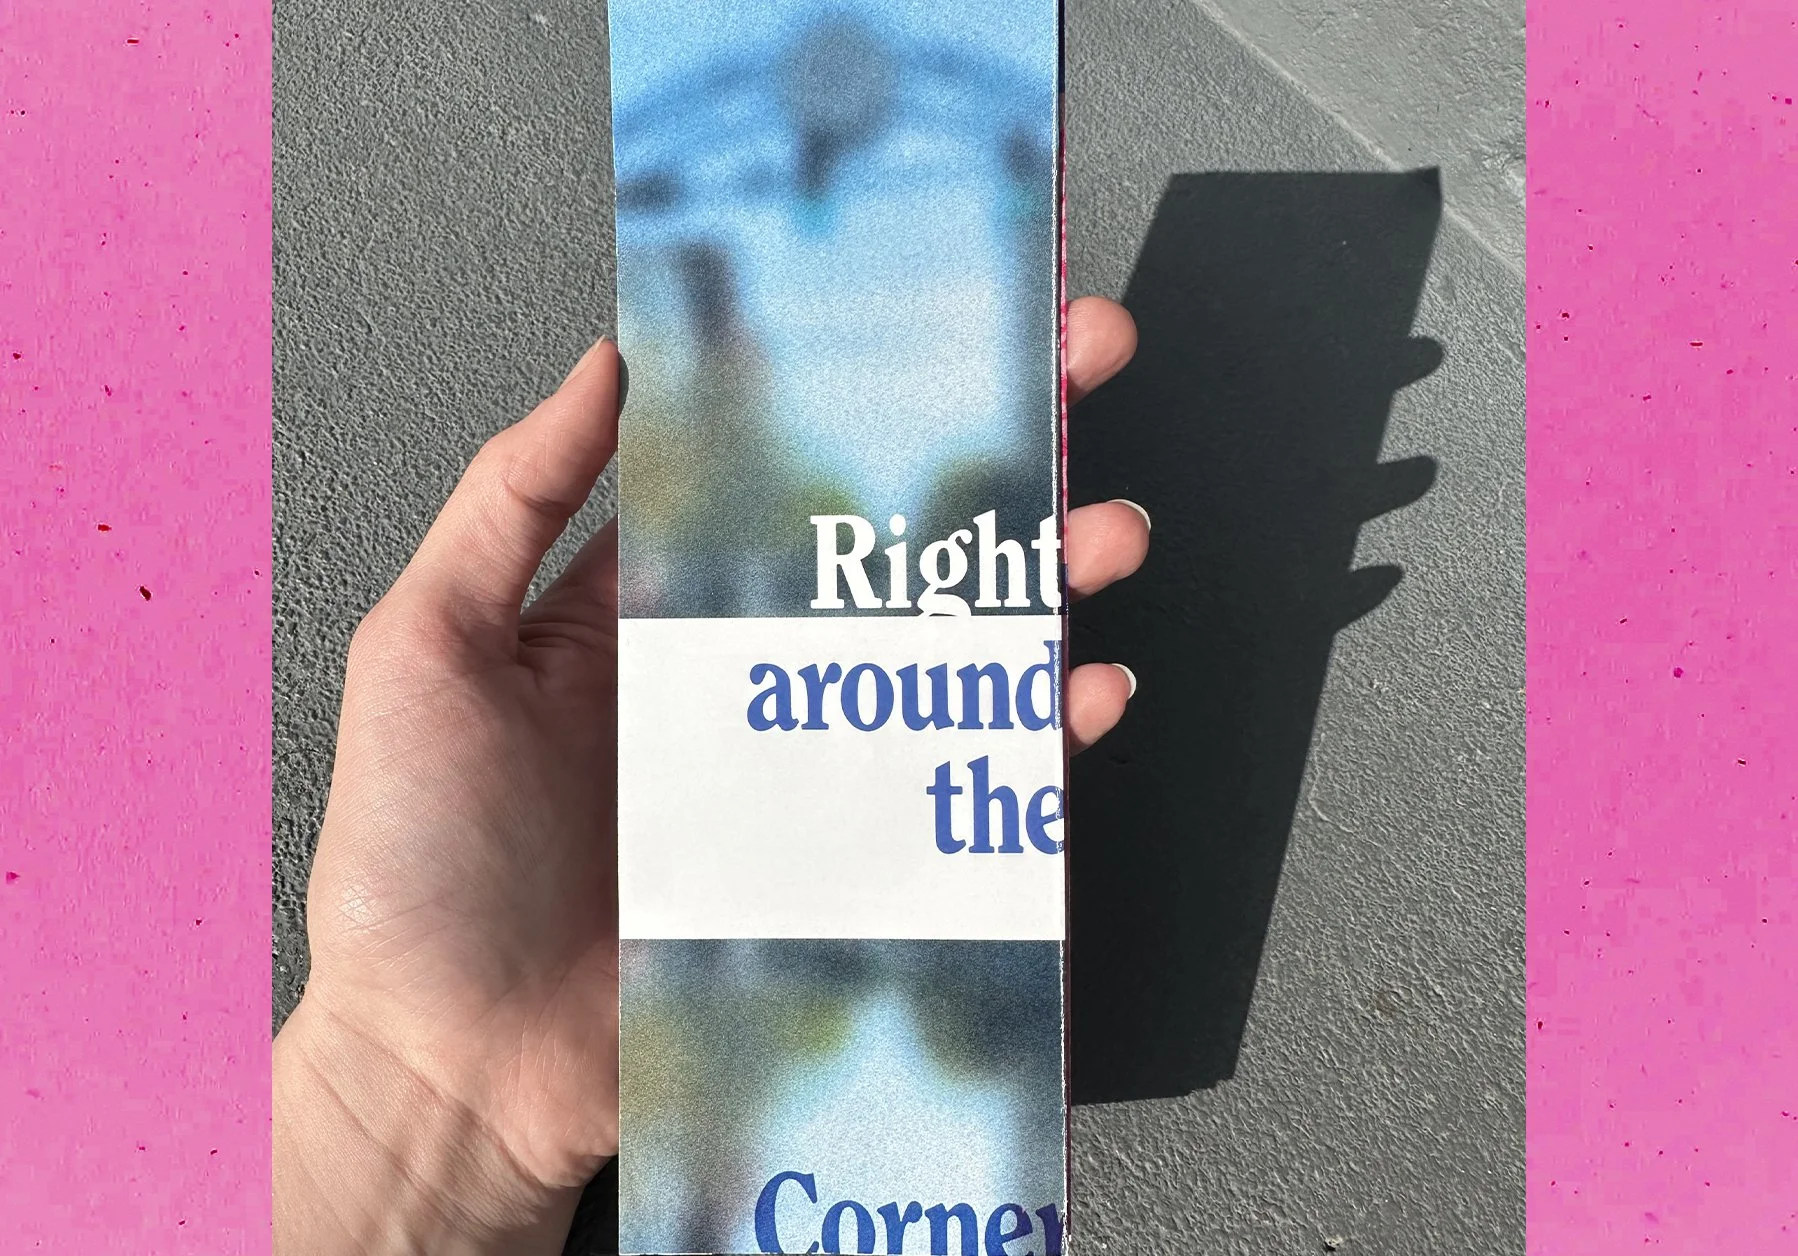 Right
around
the
Corner